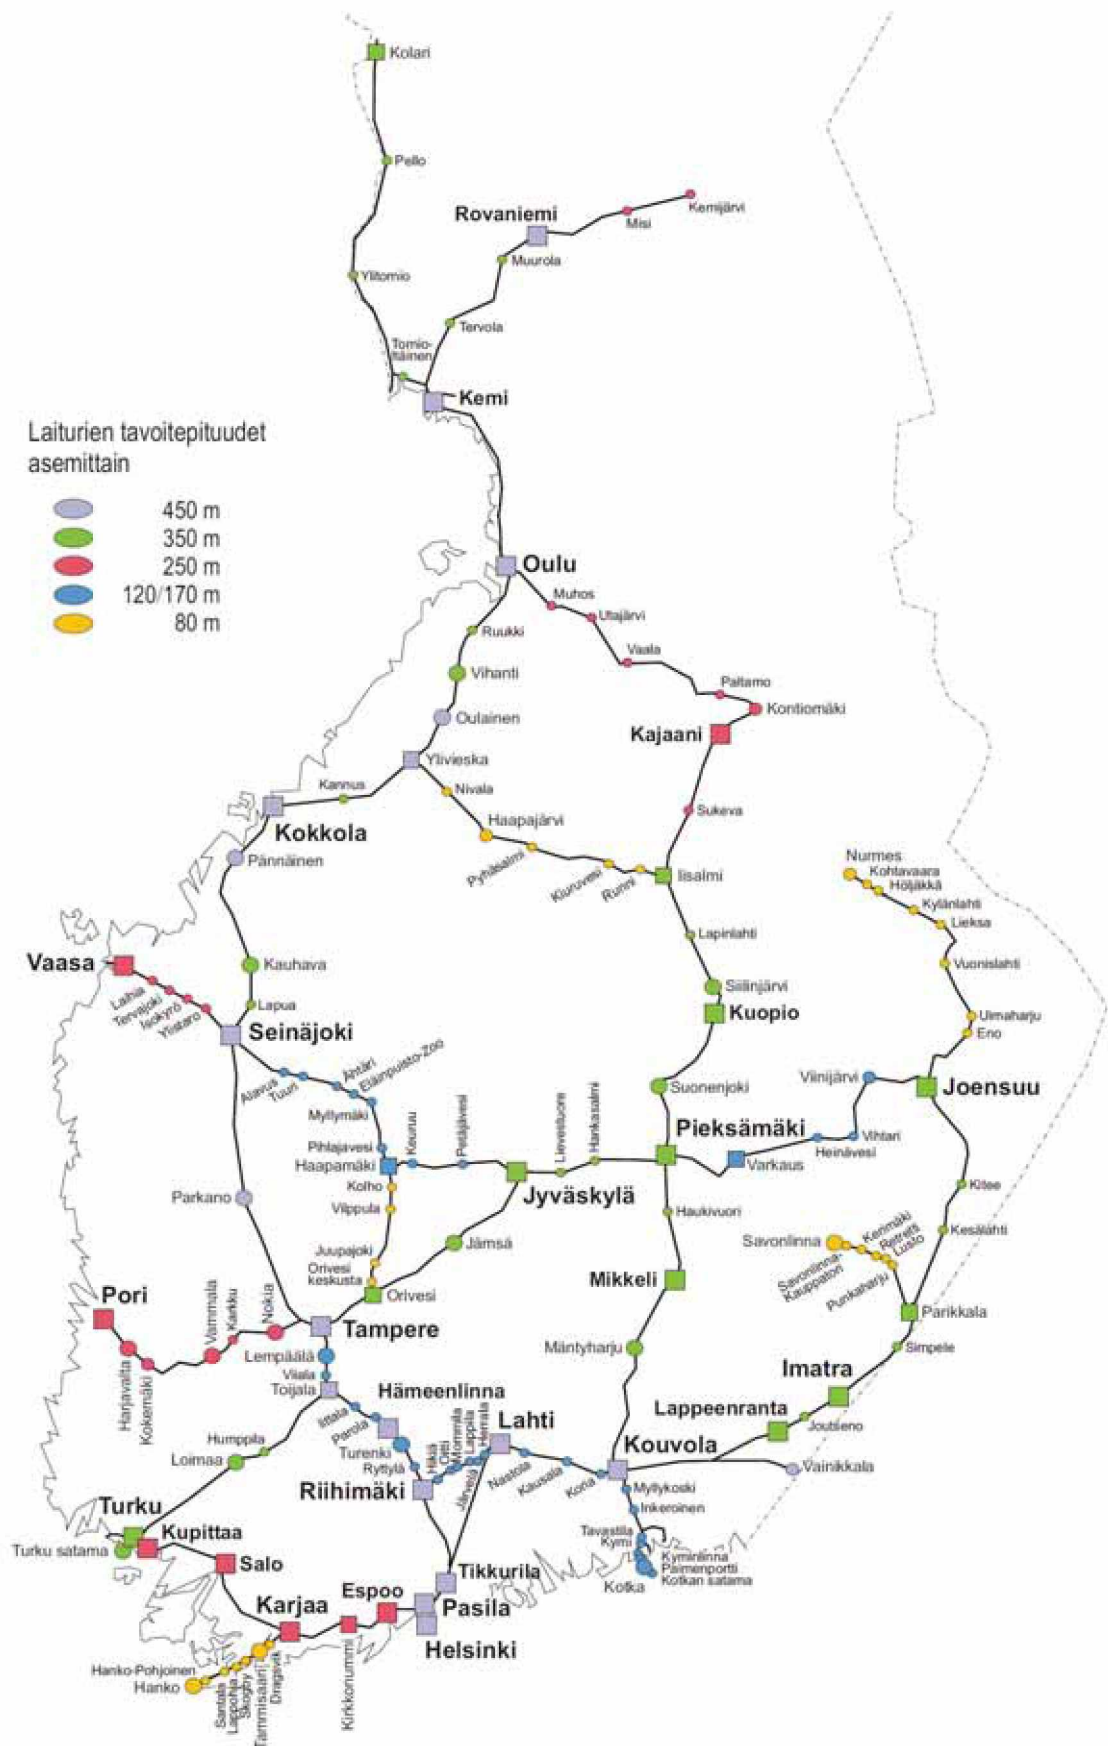 Kolari
Pello
Kemijärvi
Rovaniemi
Misi
Muurola
Ylitornio
Tervola
Tornio-
Itäinen
Kemi
Laiturien tavoitepituudet
asemittain
450 m
350 m
250 m
120/170 m
80 m
Oulu
Muhos
Utajärvi
Ruukki
Vaala
Vihanti
Paltamo
Kontiomäki
Oulainen
Kajaani
Ylivieska
Kannus
Nivala
Kokkola
Haapajärvi
Sukeva
Pyhäsalmi
Kiuruvesi
Runni
Iisalmi
Pännäinen
Nurmes
Kohtavaara
Höljäkkä
Kylänlahti
Lieksa
Lapinlahti
Vaasa
Kauhava
Vuonislahti
Laihia
Tervajoki
Isokyrö
Ylistaro
Lapua
Siilinjärvi
Kuopio
Seinäjoki
Uimaharju
Eno
Alavus
Tuuri
Ähtäri
Eläinpuisto-Zoo
Myllymäki
Suonenjoki
Viinijärvi
Joensuu
Pihlajavesi
Keuruu
Petäjävesi
Lievestuore
Hankasalmi
Pieksämäki
Vihtari
Heinävesi
Varkaus
Haapamäki
Kolho
Vilppula
Jyväskylä
Parkano
Haukivuori
Kitee
Kesälahti
Juupajoki
Orivesi
keskusta
Jämsä
Savonlinna
Kerimäki
Retretti
Lusto
Savonlinna-
Kauppatori
Punkaharju
Mikkeli
Orivesi
Parikkala
Pori
Vammala
Karkku
Nokia
Tampere
Harjavalta
Kokemäki
Lempäälä
Viiala
Toijala
Mäntyharju
Simpele
Imatra
Hämeenlinna
Iittala
Parola
Lappeenranta
Joutseno
Humppila
Loimaa
Turenki
Ryttylä
Hikiä
Oitti
Mommila
Lappila
Järvelä
Herrala
Lahti
Nastola
Kausala
Koria
Kouvola
Vainikkala
Riihimäki
Myllykoski
Inkeroinen
Turku
Kupittaa
Turku satama
Salo
Tavastila
Kymi
Kyminlinna
Paimenportti
Kotkan satama
Kotka
Tikkurila
Espoo
Pasila
Karjaa
Helsinki
Kirkkonummi
Hanko-Pohjoinen
Hanko
Santala
Lappohja
Skogby
Tammisaari
Dragsvik